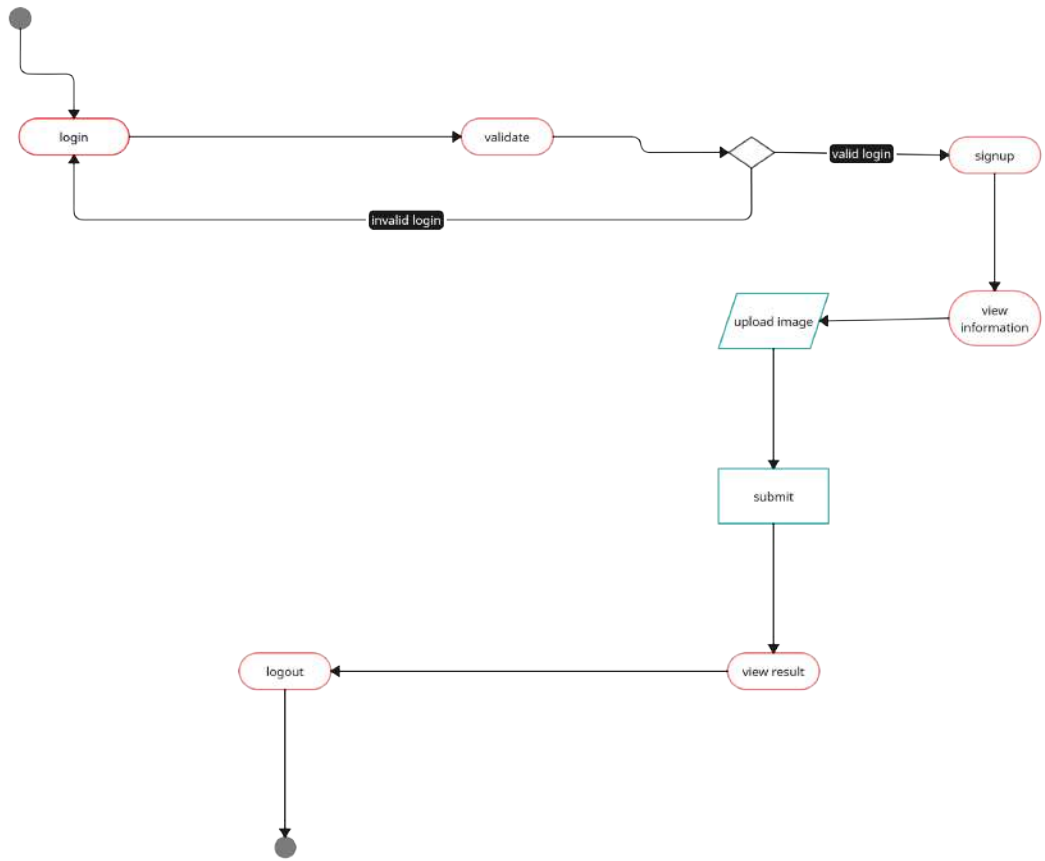 login
validate
valid login
signup
invalid login
view
information
upload image
submit
view result
logout